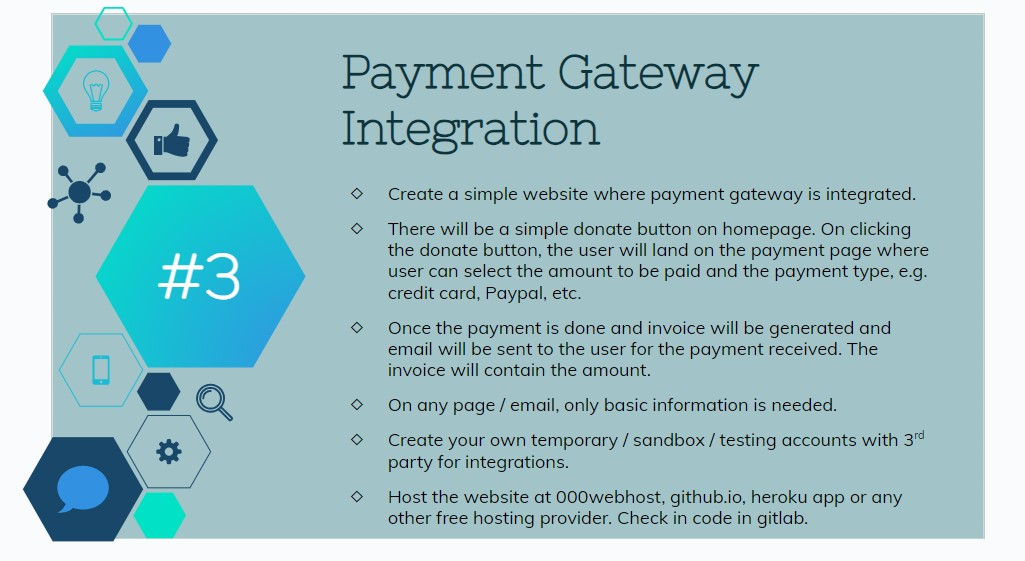 Payment Gateway
Integration
#3
Create a simple website where payment gateway is integrated.
There will be a simple donate button on homepage. On clicking
the donate button, the user will land on the payment page where
user can select the amount to be paid and the payment type, e.g.
credit card, Paypal, etc.
Once the payment is done and invoice will be generated and
email will be sent to the user for the payment received. The
invoice will contain the amount.
On any page / email, only basic information is needed.
Create your own temporary / sandbox / testing accounts with 3rd
party for integrations.
Host the website at 000webhost, github.io, heroku app or any
other free hosting provider. Check in code in gitlab.